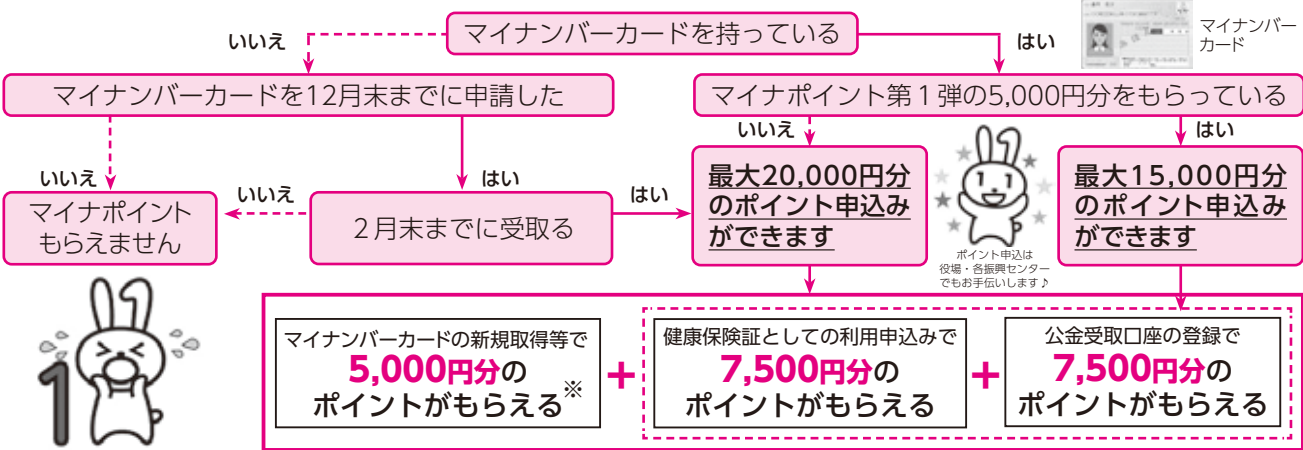 マイナンバーカードを持っている
いいえ
はい
マイナンバー
カード
マイナンバーカードを12月末までに申請した
マイナポイント第1弾の5,000円分をもらっている
いいえ
はい
いいえ
はい
マイナポイント
もらえません
いいえ
2月末までに受取る
はい
最大20,000円分
のポイント申込み
ができます
ポイント申込は
役場・各振興センター
でもお手伝いします♪
最大15,000円分
のポイント申込み
ができます
マイナンバーカードの新規取得等で
5,000円分の
ポイントがもらえる※
+
健康保険証としての利用申込みで
7,500円分の
ポイントがもらえる
+
公金受取口座の登録で
7,500円分の
ポイントがもらえる